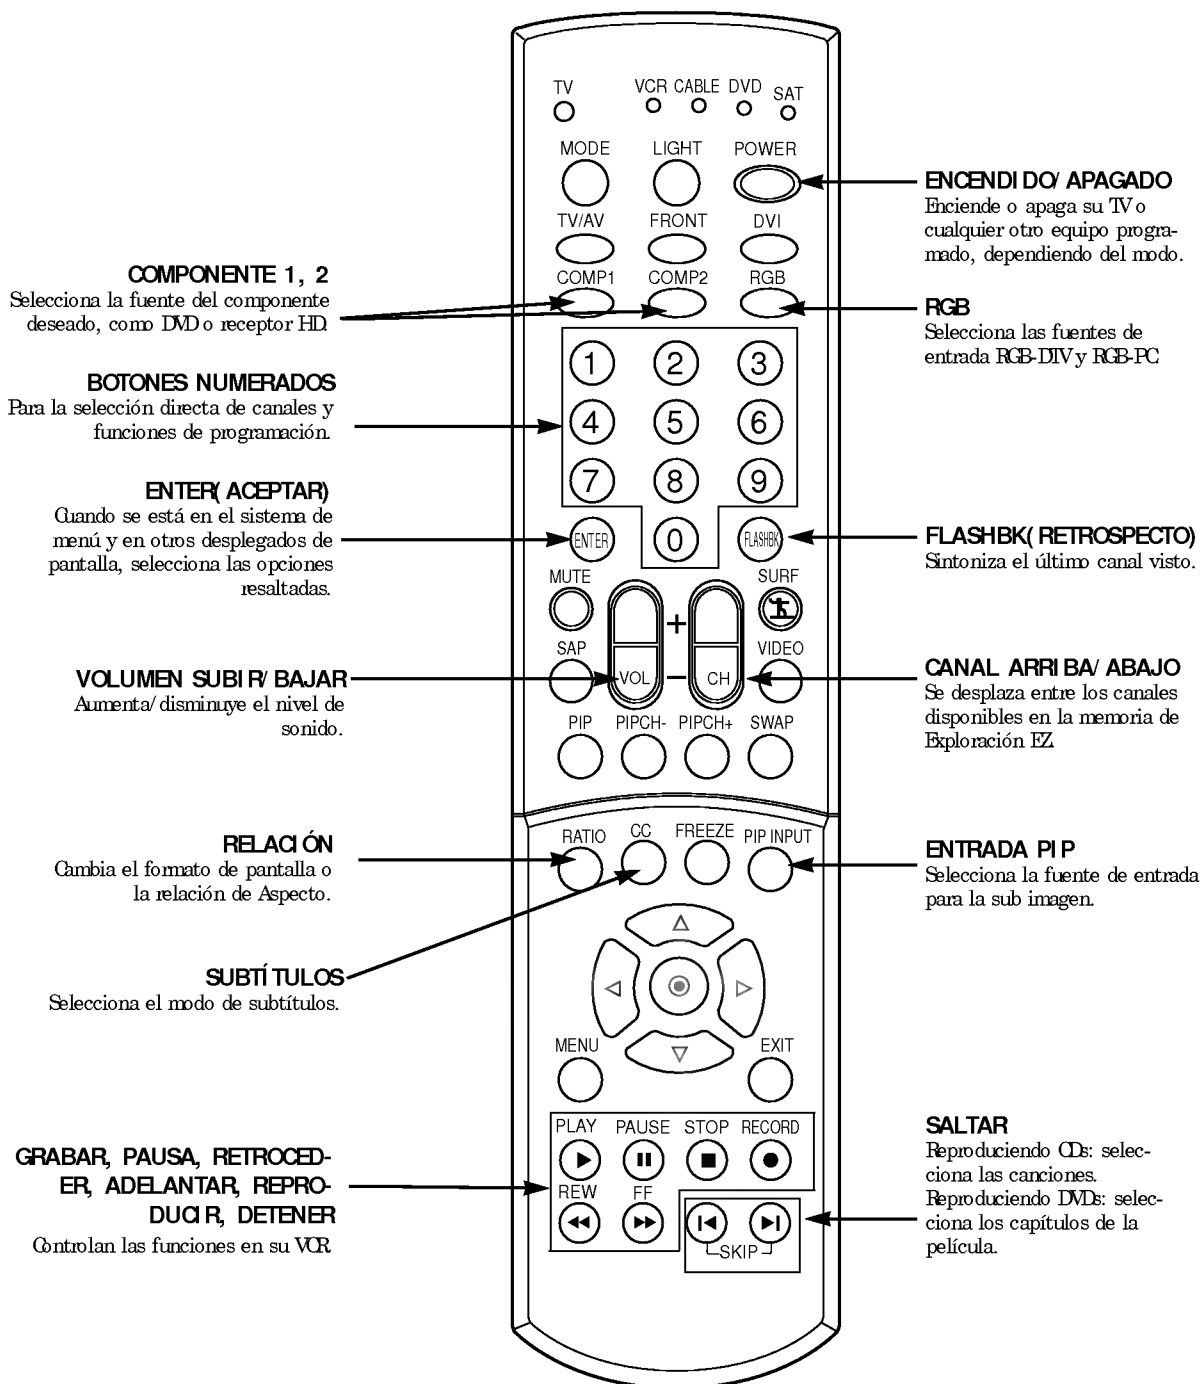 TV
VCR CABLE DVD SAT
MODE LIGHT POWER
TV/AV FRONT DVI
COMP1 COMP2 RGB
1 2 3
4 5 6
7 8 9
ENTER 0 FLASHBK
MUTE SURF
+
SAP VIDEO
VOL – CH
PIP PIPCH- PIPCH+ SWAP
RATIO CC FREEZE PIP INPUT
MENU EXIT
PLAY PAUSE STOP RECORD
REW FF
SKIP
COMPONENTE 1, 2
Selecciona la fuente del componente
deseado, como DVD o receptor HD.
BOTONES NUMERADOS
Para la selección directa de canales y
funciones de programación.
ENTER( ACEPTAR)
Cuando se está en el sistema de
menú y en otros desplegados de
pantalla, selecciona las opciones
resaltadas.
VOLUMEN SUBIR/ BAJAR
Aumenta/ disminuye el nivel de
sonido.
RELACIÓN
Cambia el formato de pantalla o
la relación de Aspecto.
SUBTÍTULOS
Selecciona el modo de subtítulos.
GRABAR, PAUSA, RETROCED-
ER, ADELANTAR, REPRO-
DUCIR, DETENER
Controlan las funciones en su VCR.
ENCENDIDO/ APAGADO
Enciende o apaga su TV o
cualquier otro equipo progra-
mado, dependiendo del modo.
RGB
Selecciona las fuentes de
entrada RGB-DTV y RGB-PC
FLASHBK( RETROSPECTO)
Sintoniza el último canal visto.
CANAL ARRIBA/ ABAJO
Se desplaza entre los canales
disponibles en la memoria de
Exploración EZ.
ENTRADA PIP
Selecciona la fuente de entrada
para la sub imagen.
SALTAR
Reproduciendo CDs: selec-
ciona las canciones.
Reproduciendo DVDs: selec-
ciona los capítulos de la
película.